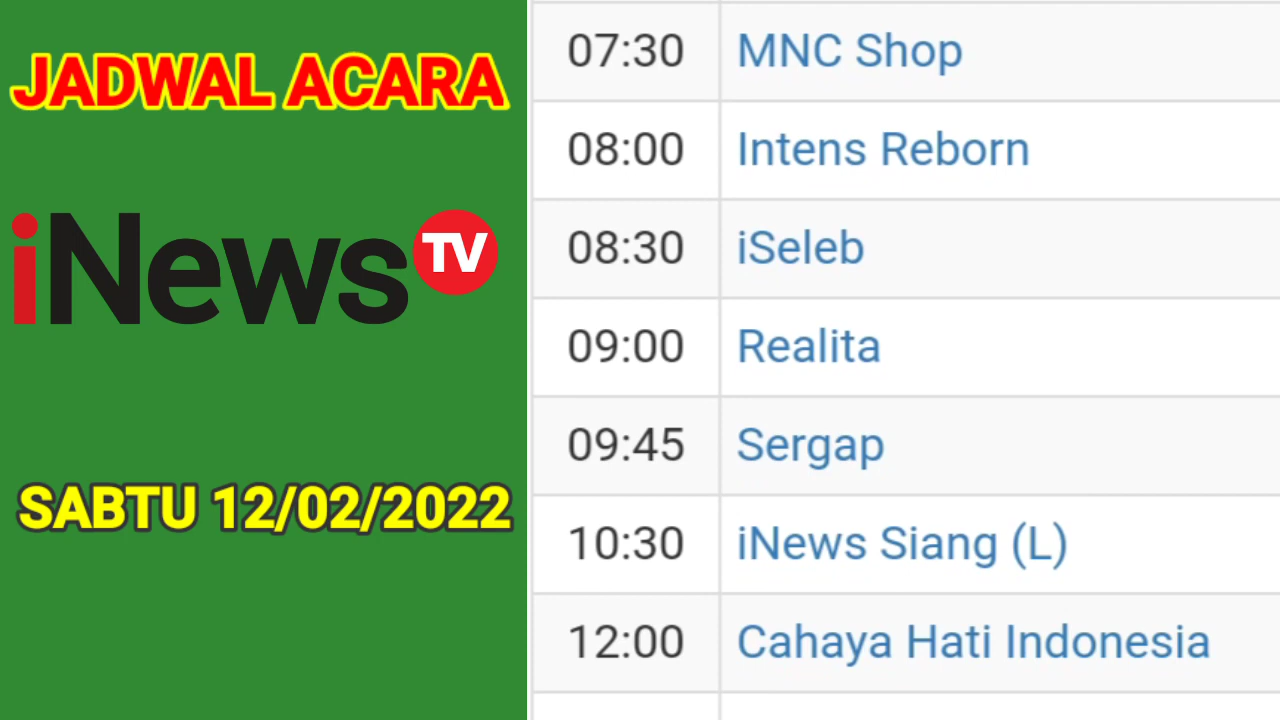 JADWAL ACARA
iNews TV
SABTU 12/02/2022
07:30 MNC Shop
08:00 Intens Reborn
08:30 iSeleb
09:00 Realita
09:45 Sergap
10:30 iNews Siang (L)
12:00 Cahaya Hati Indonesia